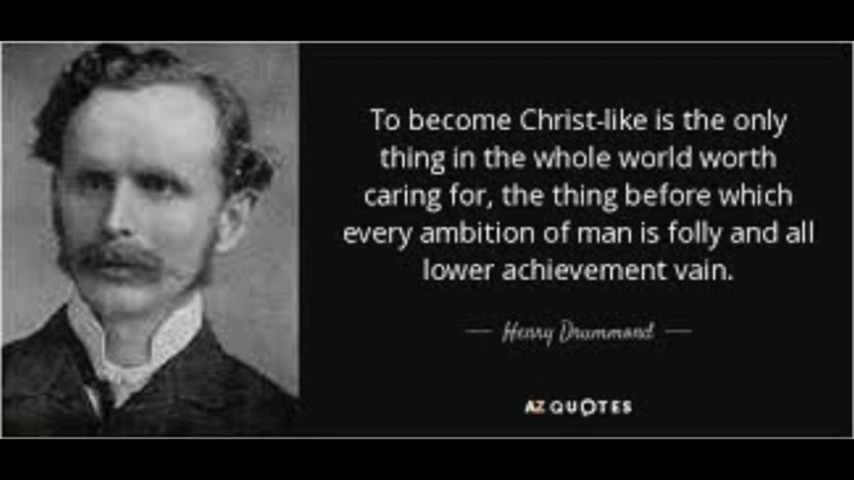 To become Christ-like is the only
thing in the whole world worth
caring for, the thing before which
every ambition of man is folly and all
lower achievement vain.
— Henry Drummond —
AZ QUOTES